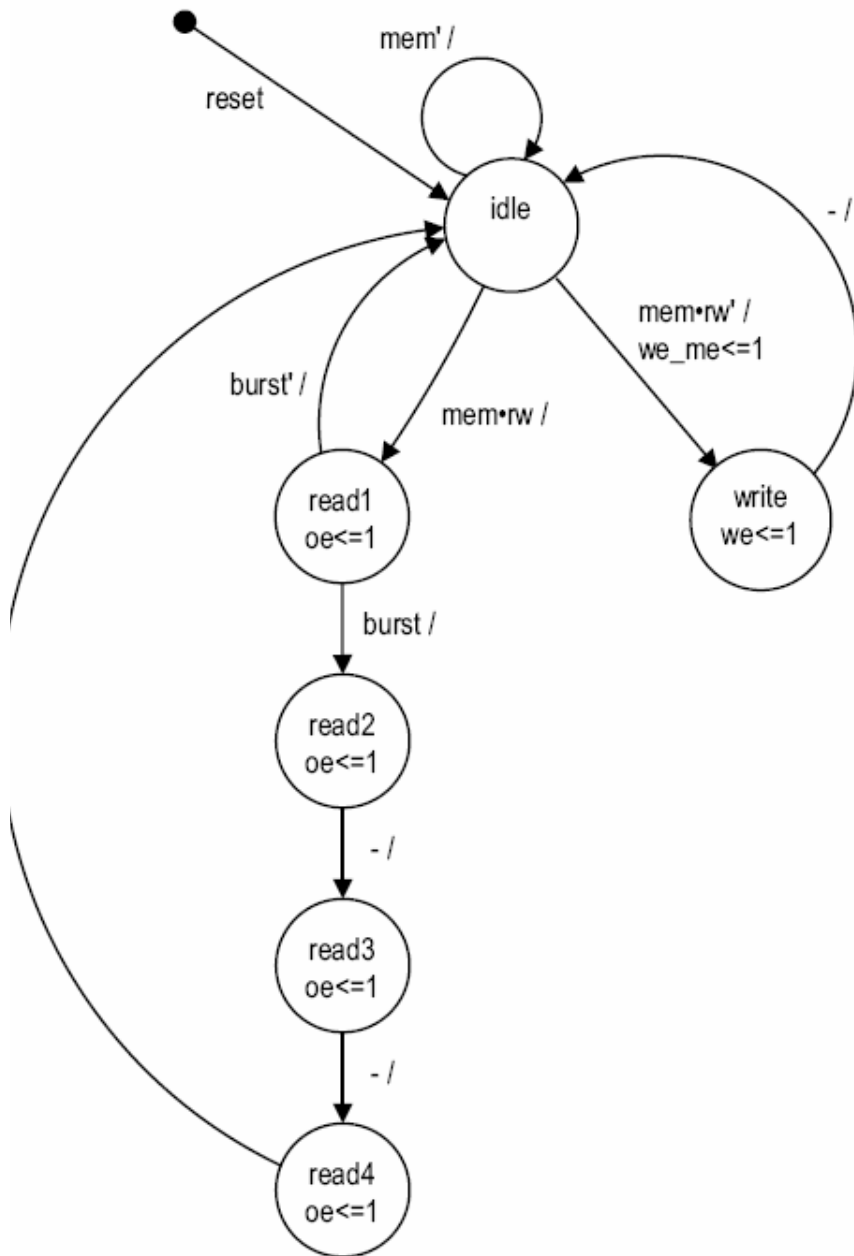 mem' /
reset
idle
- /
mem•rw' /
we_me<=1
burst' /
mem•rw /
read1
oe<=1
write
we<=1
burst /
read2
oe<=1
- /
read3
oe<=1
- /
read4
oe<=1